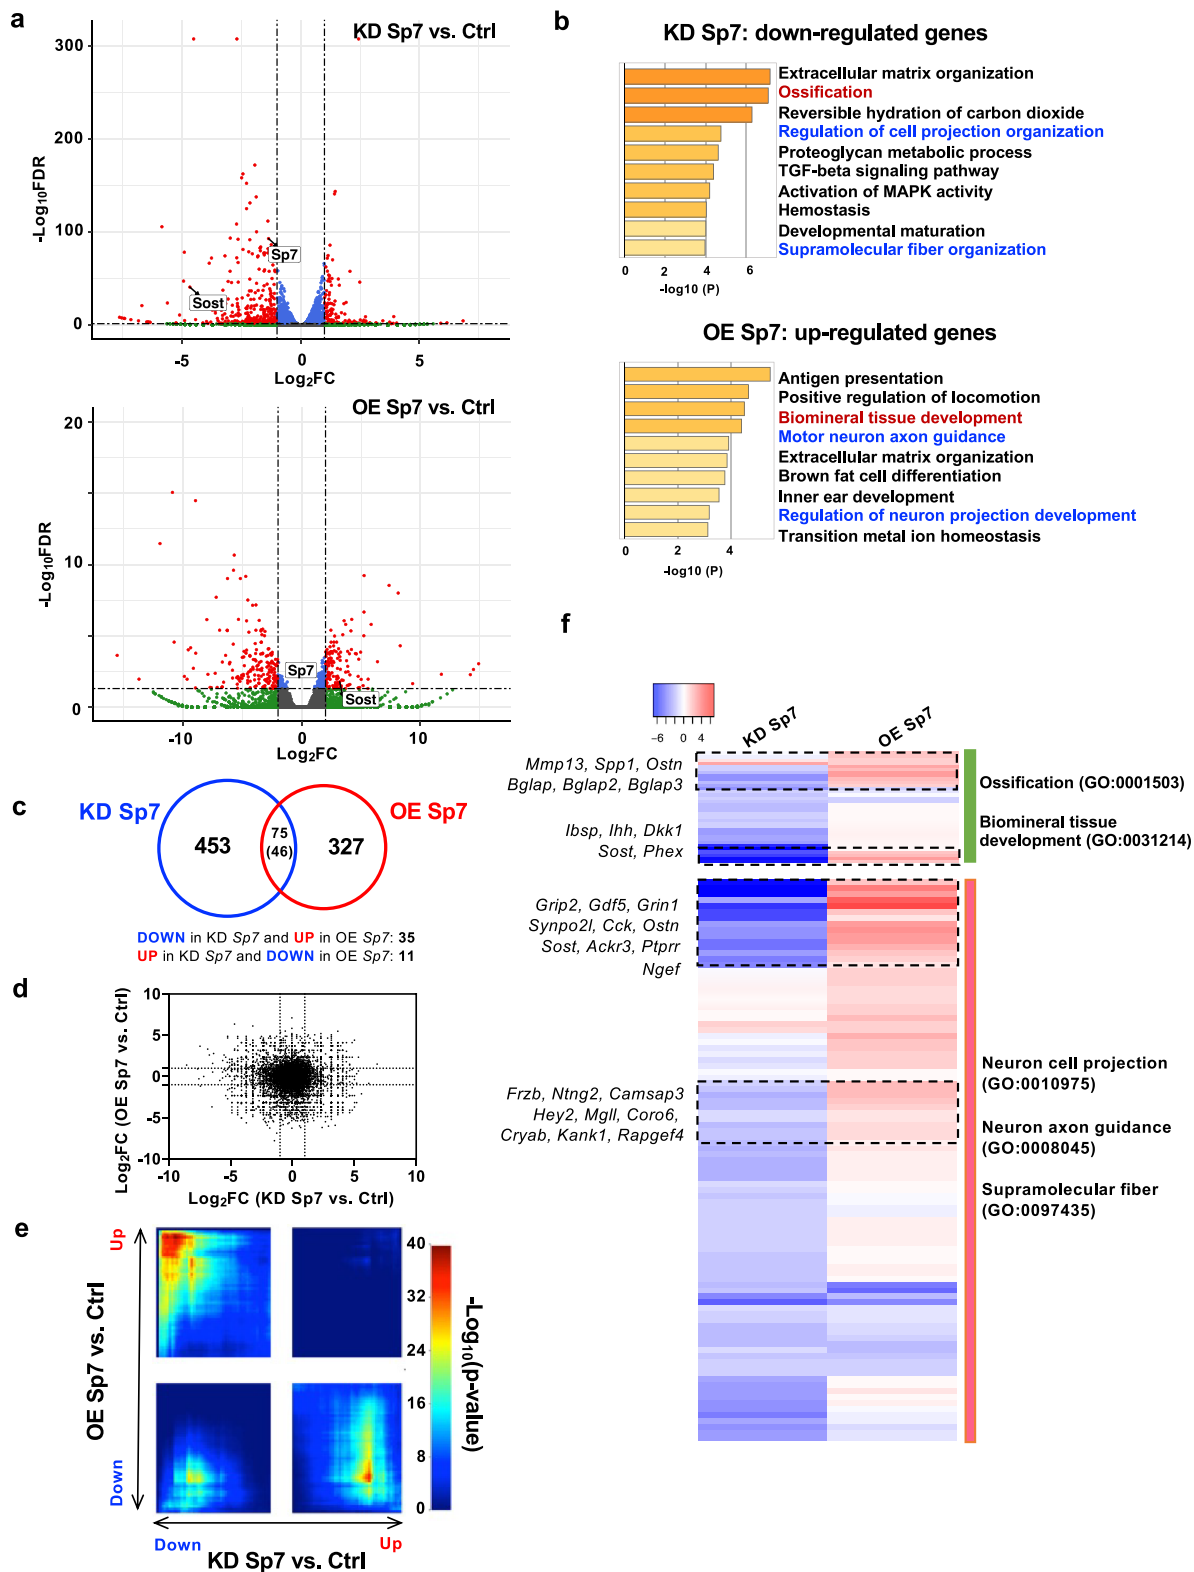 a
KD Sp7 vs. Ctrl
300
200
100
0
-Log10FDR
Sp7
Sost
-5
0
5
Log2FC
OE Sp7 vs. Ctrl
20
10
0
-Log10FDR
Sp7
Sost
-10
0
10
Log2FC
b
KD Sp7: down-regulated genes
Extracellular matrix organization
Ossification
Reversible hydration of carbon dioxide
Regulation of cell projection organization
Proteoglycan metabolic process
TGF-beta signaling pathway
Activation of MAPK activity
Hemostasis
Developmental maturation
Supramolecular fiber organization
0 2 4 6
-log10 (P)
OE Sp7: up-regulated genes
Antigen presentation
Positive regulation of locomotion
Biomineral tissue development
Motor neuron axon guidance
Extracellular matrix organization
Brown fat cell differentiation
Inner ear development
Regulation of neuron projection development
Transition metal ion homeostasis
0 2 4
-log10 (P)
c
KD Sp7
OE Sp7
453
75
(46)
327
DOWN in KD Sp7 and UP in OE Sp7: 35
UP in KD Sp7 and DOWN in OE Sp7: 11
d
Log2FC (OE Sp7 vs. Ctrl)
10
5
0
-5
-10
-10 -5 0 5 10
Log2FC (KD Sp7 vs. Ctrl)
e
OE Sp7 vs. Ctrl
Up
Down
Down
Up
KD Sp7 vs. Ctrl
40
32
24
16
8
0
-Log10(p-value)
f
−6 0 4
KD Sp7
OE Sp7
Mmp13, Spp1, Ostn
Bglap, Bglap2, Bglap3
Ibsp, Ihh, Dkk1
Sost, Phex
Ossification (GO:0001503)
Biomineral tissue
development (GO:0031214)
Grip2, Gdf5, Grin1
Synpo2l, Cck, Ostn
Sost, Ackr3, Ptprr
Ngef
Frzb, Ntng2, Camsap3
Hey2, Mgll, Coro6,
Cryab, Kank1, Rapgef4
Neuron cell projection
(GO:0010975)
Neuron axon guidance
(GO:0008045)
Supramolecular fiber
(GO:0097435)